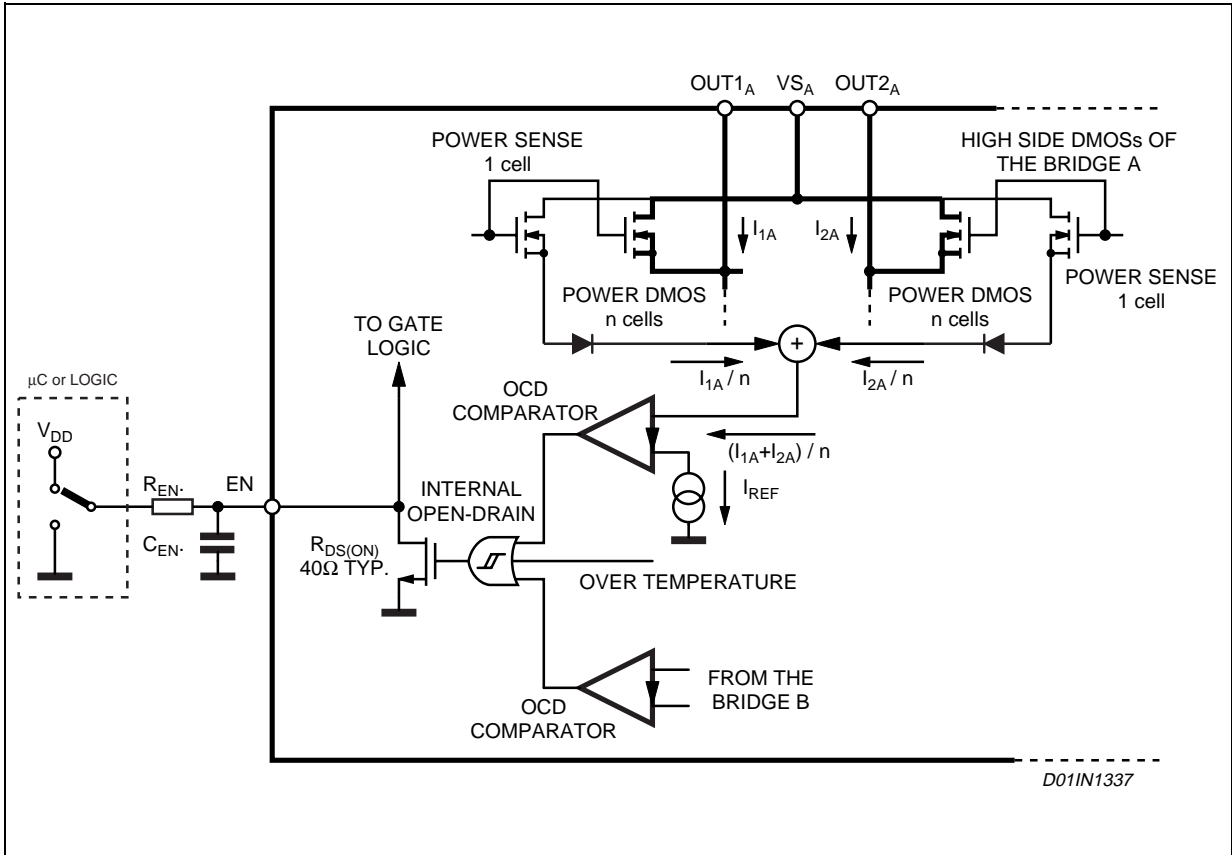 OUT1A VSA OUT2A
POWER SENSE
1 cell
HIGH SIDE DMOSs OF
THE BRIDGE A
I1A
I2A
POWER SENSE
1 cell
POWER DMOS
n cells
POWER DMOS
n cells
TO GATE
LOGIC
+
I1A / n
I2A / n
μC or LOGIC
OCD
COMPARATOR
VDD
(I1A+I2A) / n
REN.
EN
INTERNAL
OPEN-DRAIN
IREF
CEN.
RDS(ON)
40Ω TYP.
OVER TEMPERATURE
FROM THE
BRIDGE B
OCD
COMPARATOR
D01IN1337